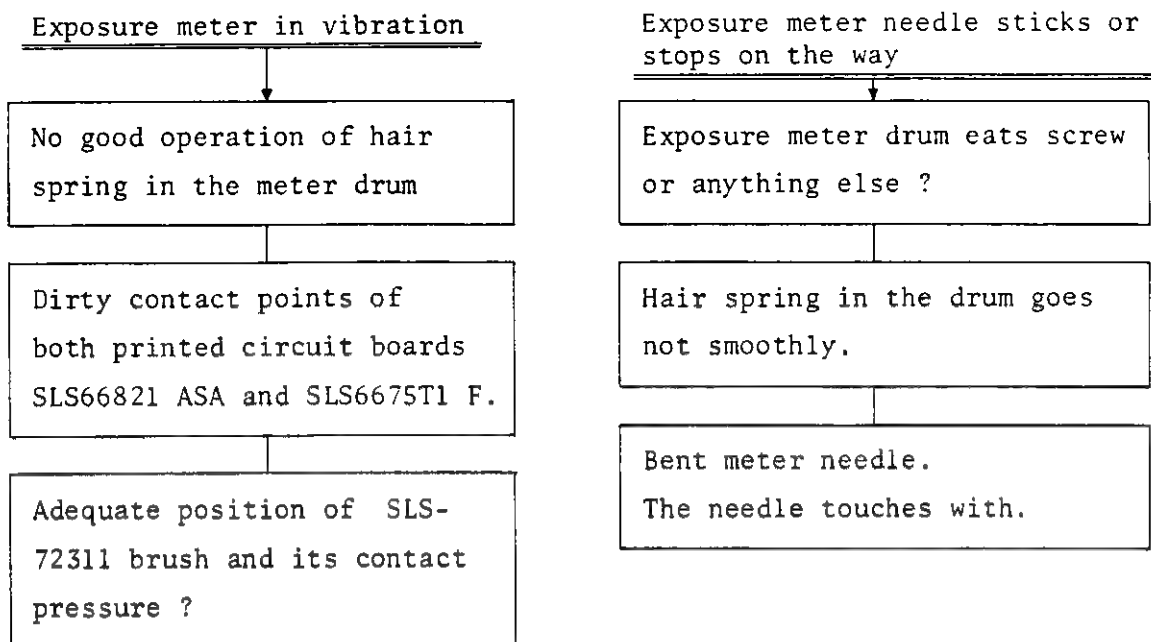 Exposure meter in vibration
No good operation of hair
spring in the meter drum
Dirty contact points of
both printed circuit boards
SLS66821 ASA and SLS6675T1 F.
Adequate position of SLS-
72311 brush and its contact
pressure ?
Exposure meter needle sticks or
stops on the way
Exposure meter drum eats screw
or anything else ?
Hair spring in the drum goes
not smoothly.
Bent meter needle.
The needle touches with.